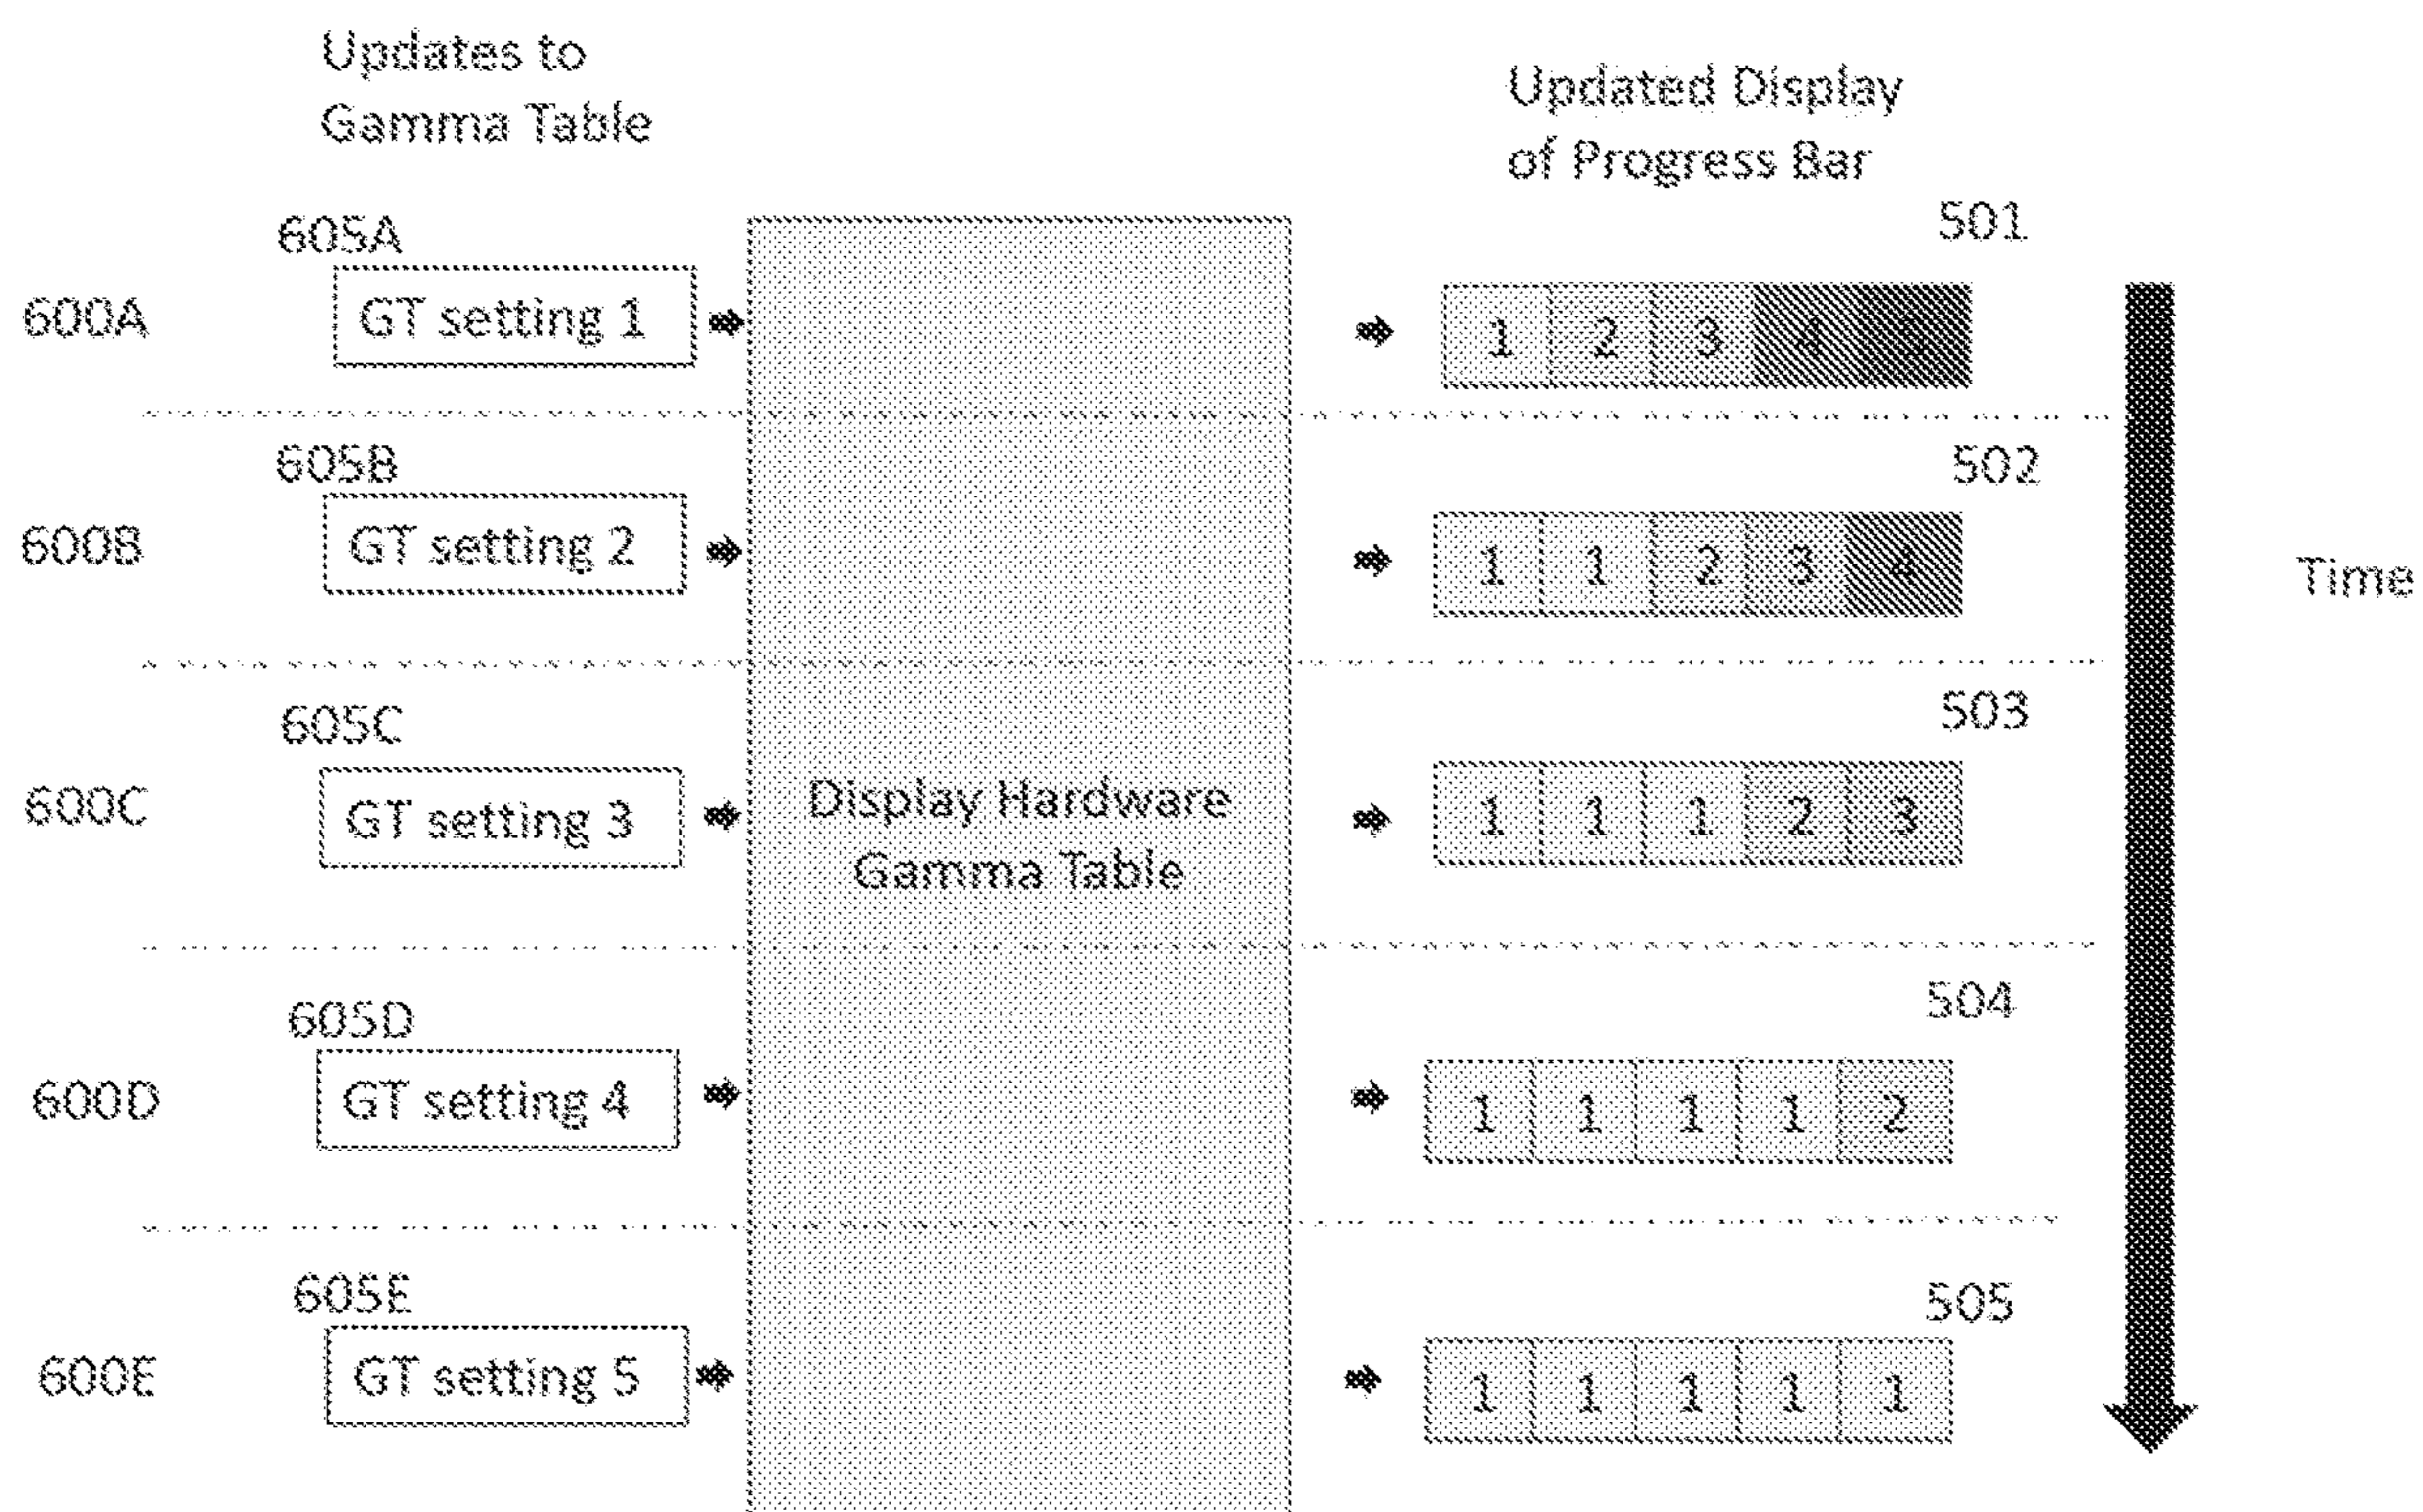 Updates to
Gamma Table
Updated Display
of Progress Bar
605A
501
600A
GT setting 1
1 2 3 4
605B
502
600B
GT setting 2
1 1 2 3 4
Time
605C
503
600C
GT setting 3
Display Hardware
Gamma Table
1 1 1 2 3
605D
504
600D
GT setting 4
1 1 1 1 2
605E
505
600E
GT setting 5
1 1 1 1 1